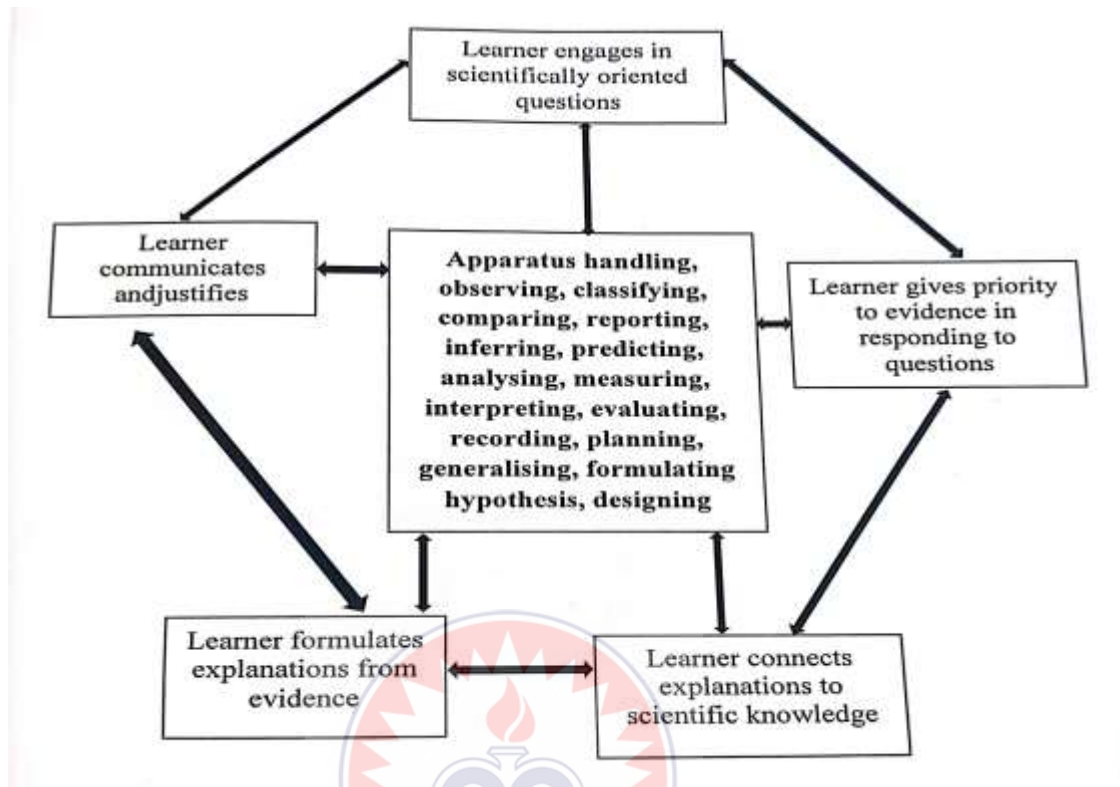 Learner engages in
scientifically oriented
questions
Learner
communicates
andjustifies
Apparatus handling,
observing, classifying,
comparing, reporting,
inferring, predicting,
analysing, measuring,
interpreting, evaluating,
recording, planning,
generalising, formulating
hypothesis, designing
Learner gives priority
to evidence in
responding to
questions
Learner formulates
explanations from
evidence
Learner connects
explanations to
scientific knowledge